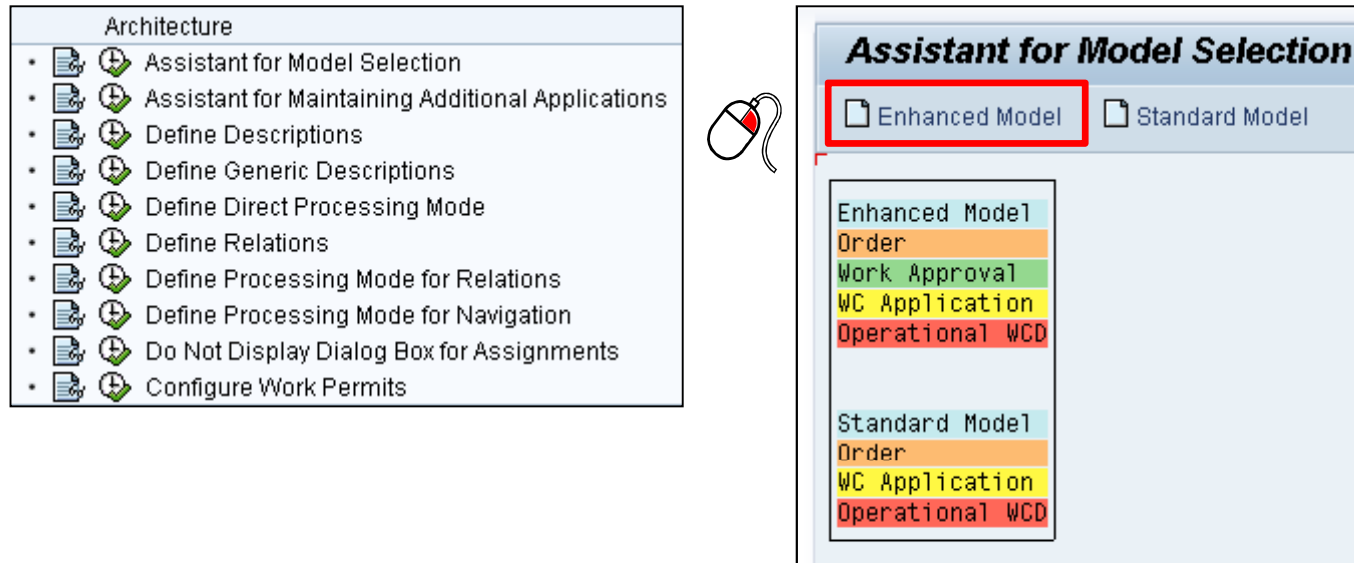 Architecture
Assistant for Model Selection
Assistant for Maintaining Additional Applications
Define Descriptions
Define Generic Descriptions
Define Direct Processing Mode
Define Relations
Define Processing Mode for Relations
Define Processing Mode for Navigation
Do Not Display Dialog Box for Assignments
Configure Work Permits
Assistant for Model Selection
Enhanced Model Standard Model
Enhanced Model
Order
Work Approval
WC Application
Operational WCD
Standard Model
Order
WC Application
Operational WCD